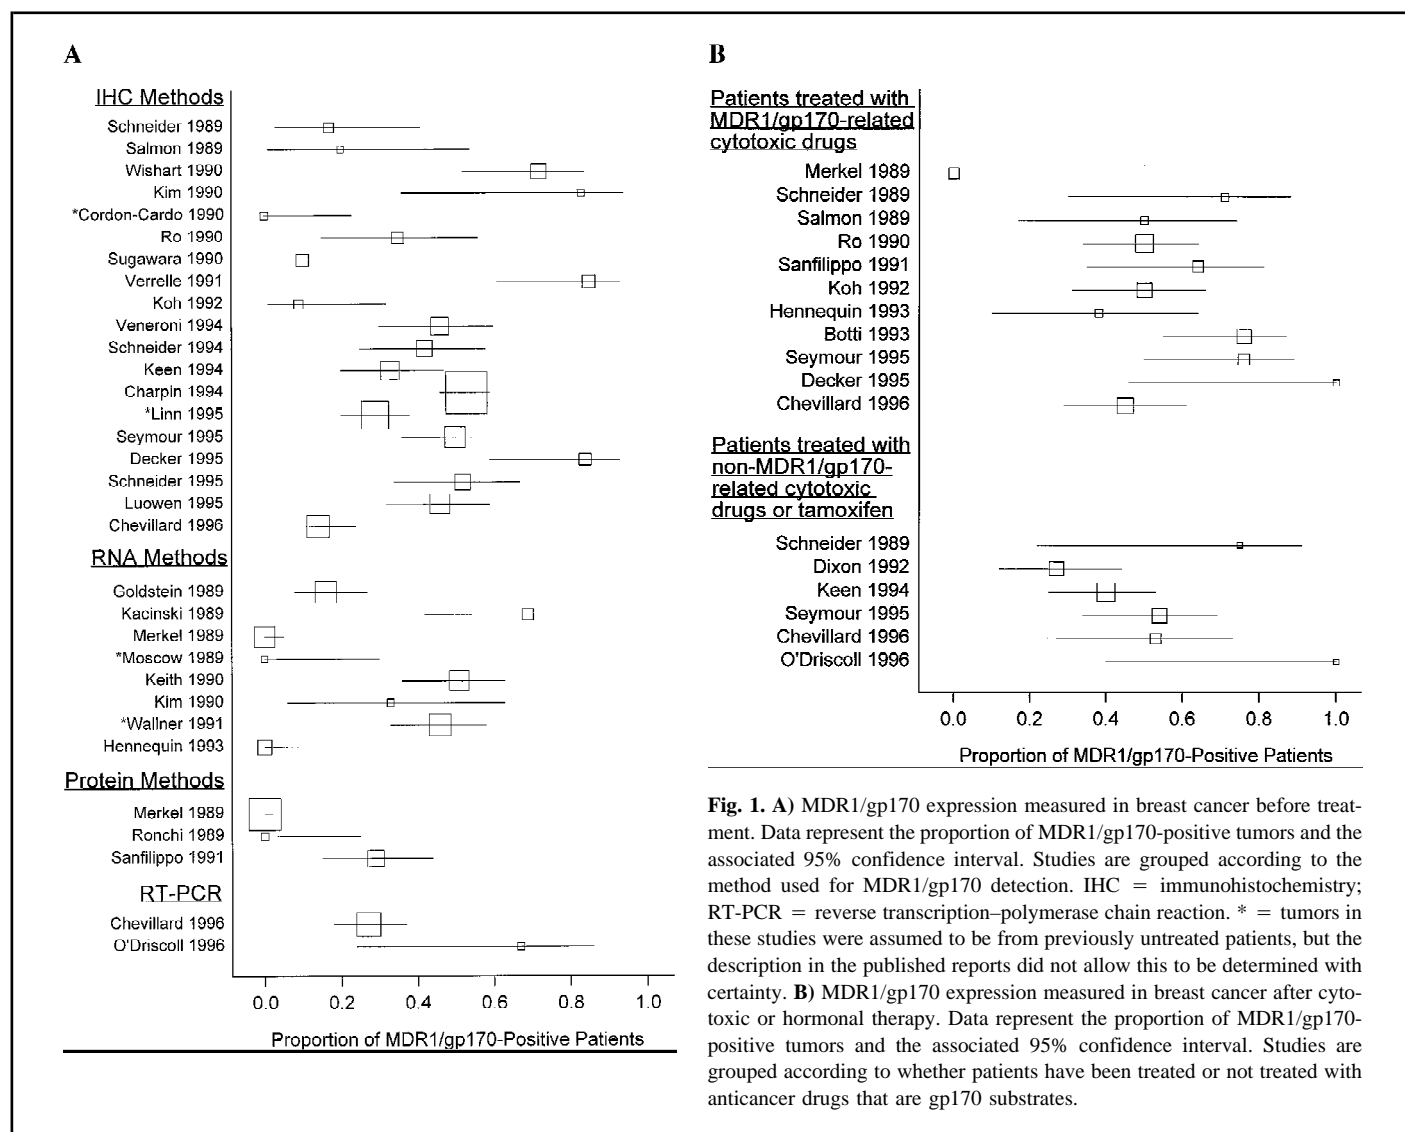 A
IHC Methods
Schneider 1989
Salmon 1989
Wishart 1990
Kim 1990
*Cordon-Cardo 1990
Ro 1990
Sugawara 1990
Verrelle 1991
Koh 1992
Veneroni 1994
Schneider 1994
Keen 1994
Charpin 1994
*Linn 1995
Seymour 1995
Decker 1995
Schneider 1995
Luowen 1995
Chevillard 1996
RNA Methods
Goldstein 1989
Kacinski 1989
Merkel 1989
*Moscow 1989
Keith 1990
Kim 1990
*Wallner 1991
Hennequin 1993
Protein Methods
Merkel 1989
Ronchi 1989
Sanfilippo 1991
RT-PCR
Chevillard 1996
O'Driscoll 1996
0.0 0.2 0.4 0.6 0.8 1.0
Proportion of MDR1/gp170-Positive Patients
B
Patients treated with
MDR1/gp170-related
cytotoxic drugs
Merkel 1989
Schneider 1989
Salmon 1989
Ro 1990
Sanfilippo 1991
Koh 1992
Hennequin 1993
Botti 1993
Seymour 1995
Decker 1995
Chevillard 1996
Patients treated with
non-MDR1/gp170-
related cytotoxic
drugs or tamoxifen
Schneider 1989
Dixon 1992
Keen 1994
Seymour 1995
Chevillard 1996
O'Driscoll 1996
0.0 0.2 0.4 0.6 0.8 1.0
Proportion of MDR1/gp170-Positive Patients
Fig. 1. A) MDR1/gp170 expression measured in breast cancer before treat-
ment. Data represent the proportion of MDR1/gp170-positive tumors and the
associated 95% confidence interval. Studies are grouped according to the
method used for MDR1/gp170 detection. IHC = immunohistochemistry;
RT-PCR = reverse transcription–polymerase chain reaction. * = tumors in
these studies were assumed to be from previously untreated patients, but the
description in the published reports did not allow this to be determined with
certainty. B) MDR1/gp170 expression measured in breast cancer after cyto-
toxic or hormonal therapy. Data represent the proportion of MDR1/gp170-
positive tumors and the associated 95% confidence interval. Studies are
grouped according to whether patients have been treated or not treated with
anticancer drugs that are gp170 substrates.